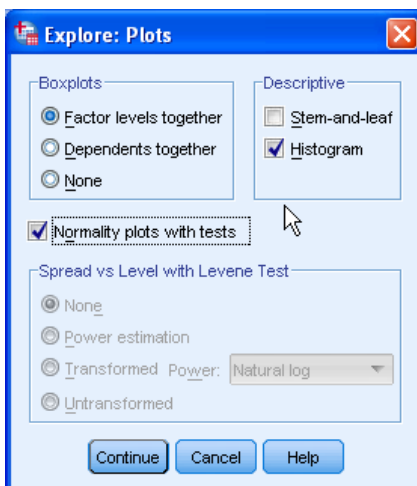 Explore: Plots
Boxplots
Factor levels together
Dependents together
None
Descriptive
Stem-and-leaf
Histogram
Normality plots with tests
Spread vs Level with Levene Test
None
Power estimation
Transformed Power: Natural log
Untransformed
Continue Cancel Help